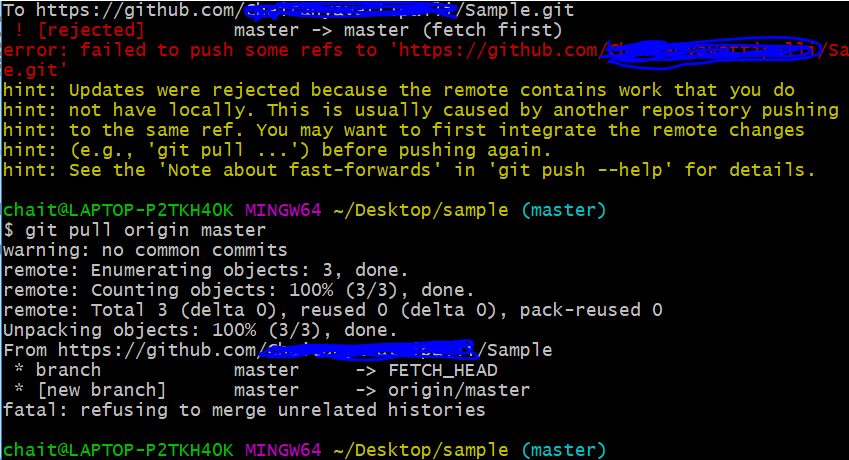 To https://github.com/ /Sample.git
! [rejected] master -> master (fetch first)
error: failed to push some refs to 'https://github.com/ /Sa
e.git'
hint: Updates were rejected because the remote contains work that you do
hint: not have locally. This is usually caused by another repository pushing
hint: to the same ref. You may want to first integrate the remote changes
hint: (e.g., 'git pull ...') before pushing again.
hint: See the 'Note about fast-forwards' in 'git push --help' for details.
chait@LAPTOP-P2TKH40K MINGW64 ~/Desktop/sample (master)
$ git pull origin master
warning: no common commits
remote: Enumerating objects: 3, done.
remote: Counting objects: 100% (3/3), done.
remote: Total 3 (delta 0), reused 0 (delta 0), pack-reused 0
Unpacking objects: 100% (3/3), done.
From https://github.com/ /Sample
* branch master -> FETCH_HEAD
* [new branch] master -> origin/master
fatal: refusing to merge unrelated histories
chait@LAPTOP-P2TKH40K MINGW64 ~/Desktop/sample (master)